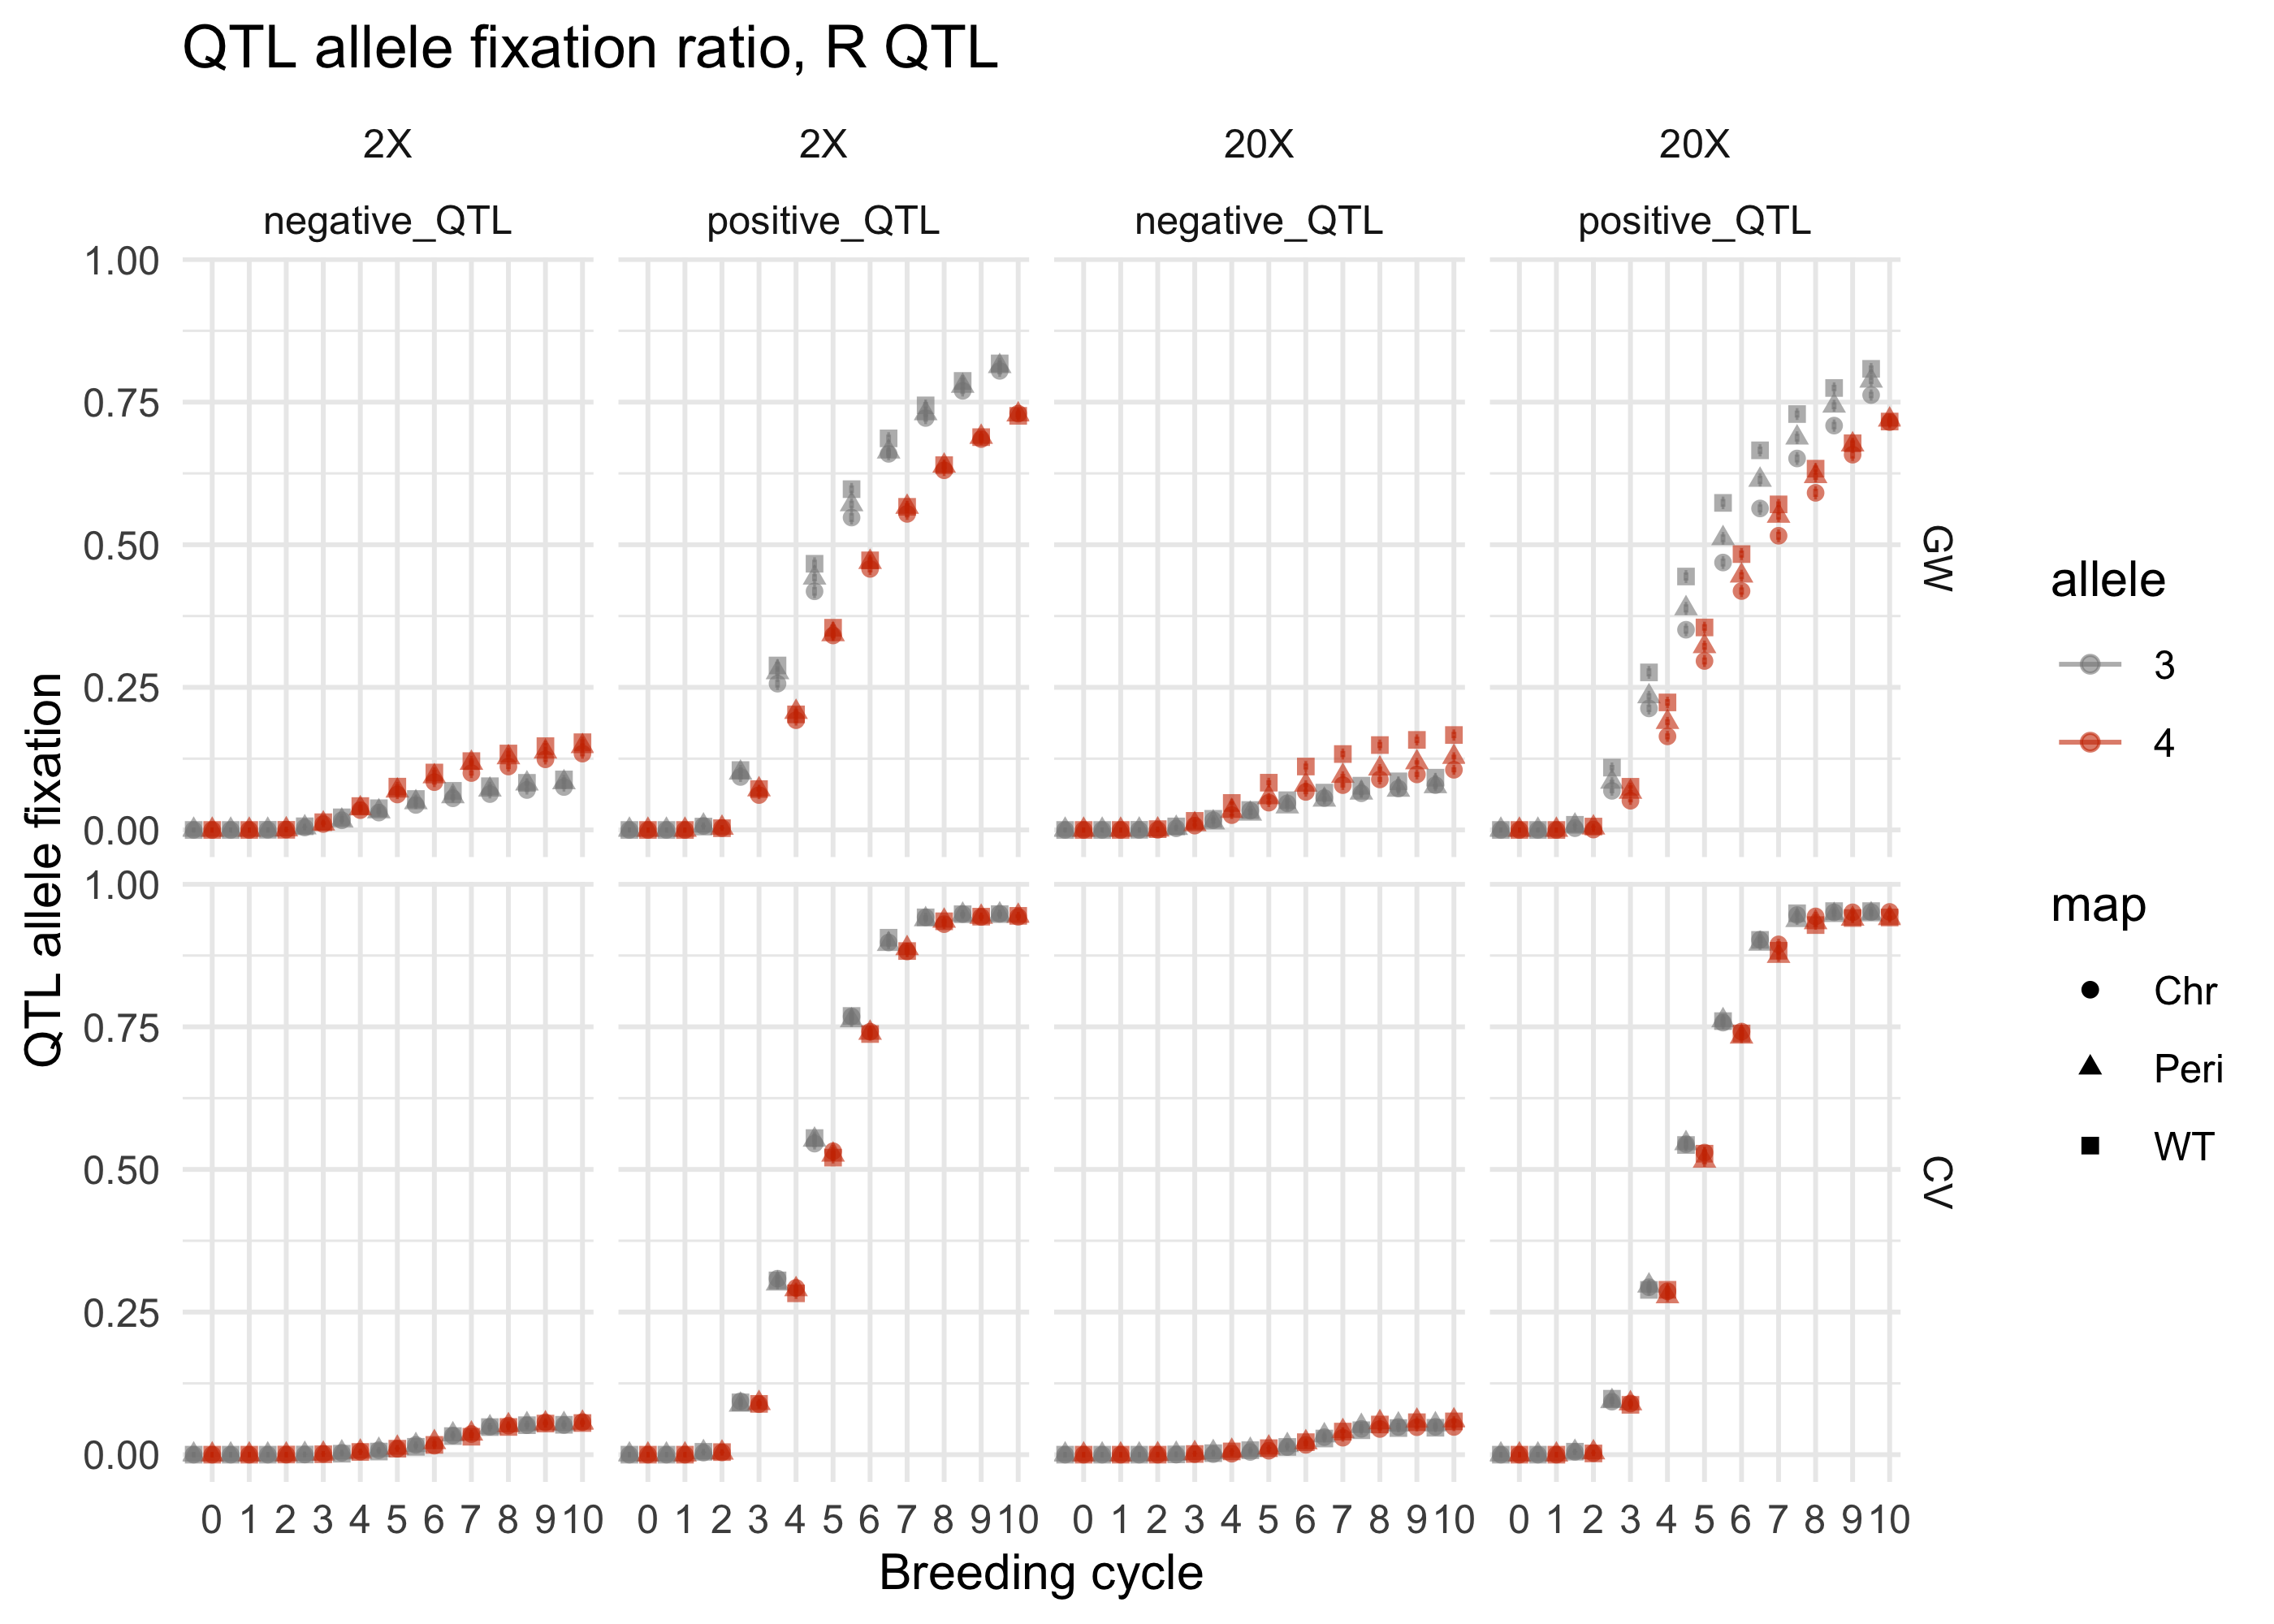 QTL allele fixation ratio, R QTL
2X 2X 20X 20X
negative_QTL positive_QTL negative_QTL positive_QTL
QTL allele fixation
1.00
0.75
0.50
0.25
0.00
GW
1.00
0.75
0.50
0.25
0.00
CV
0 1 2 3 4 5 6 7 8 9 10 0 1 2 3 4 5 6 7 8 9 10 0 1 2 3 4 5 6 7 8 9 10 0 1 2 3 4 5 6 7 8 9 10
Breeding cycle
allele
3
4
map
Chr
Peri
WT